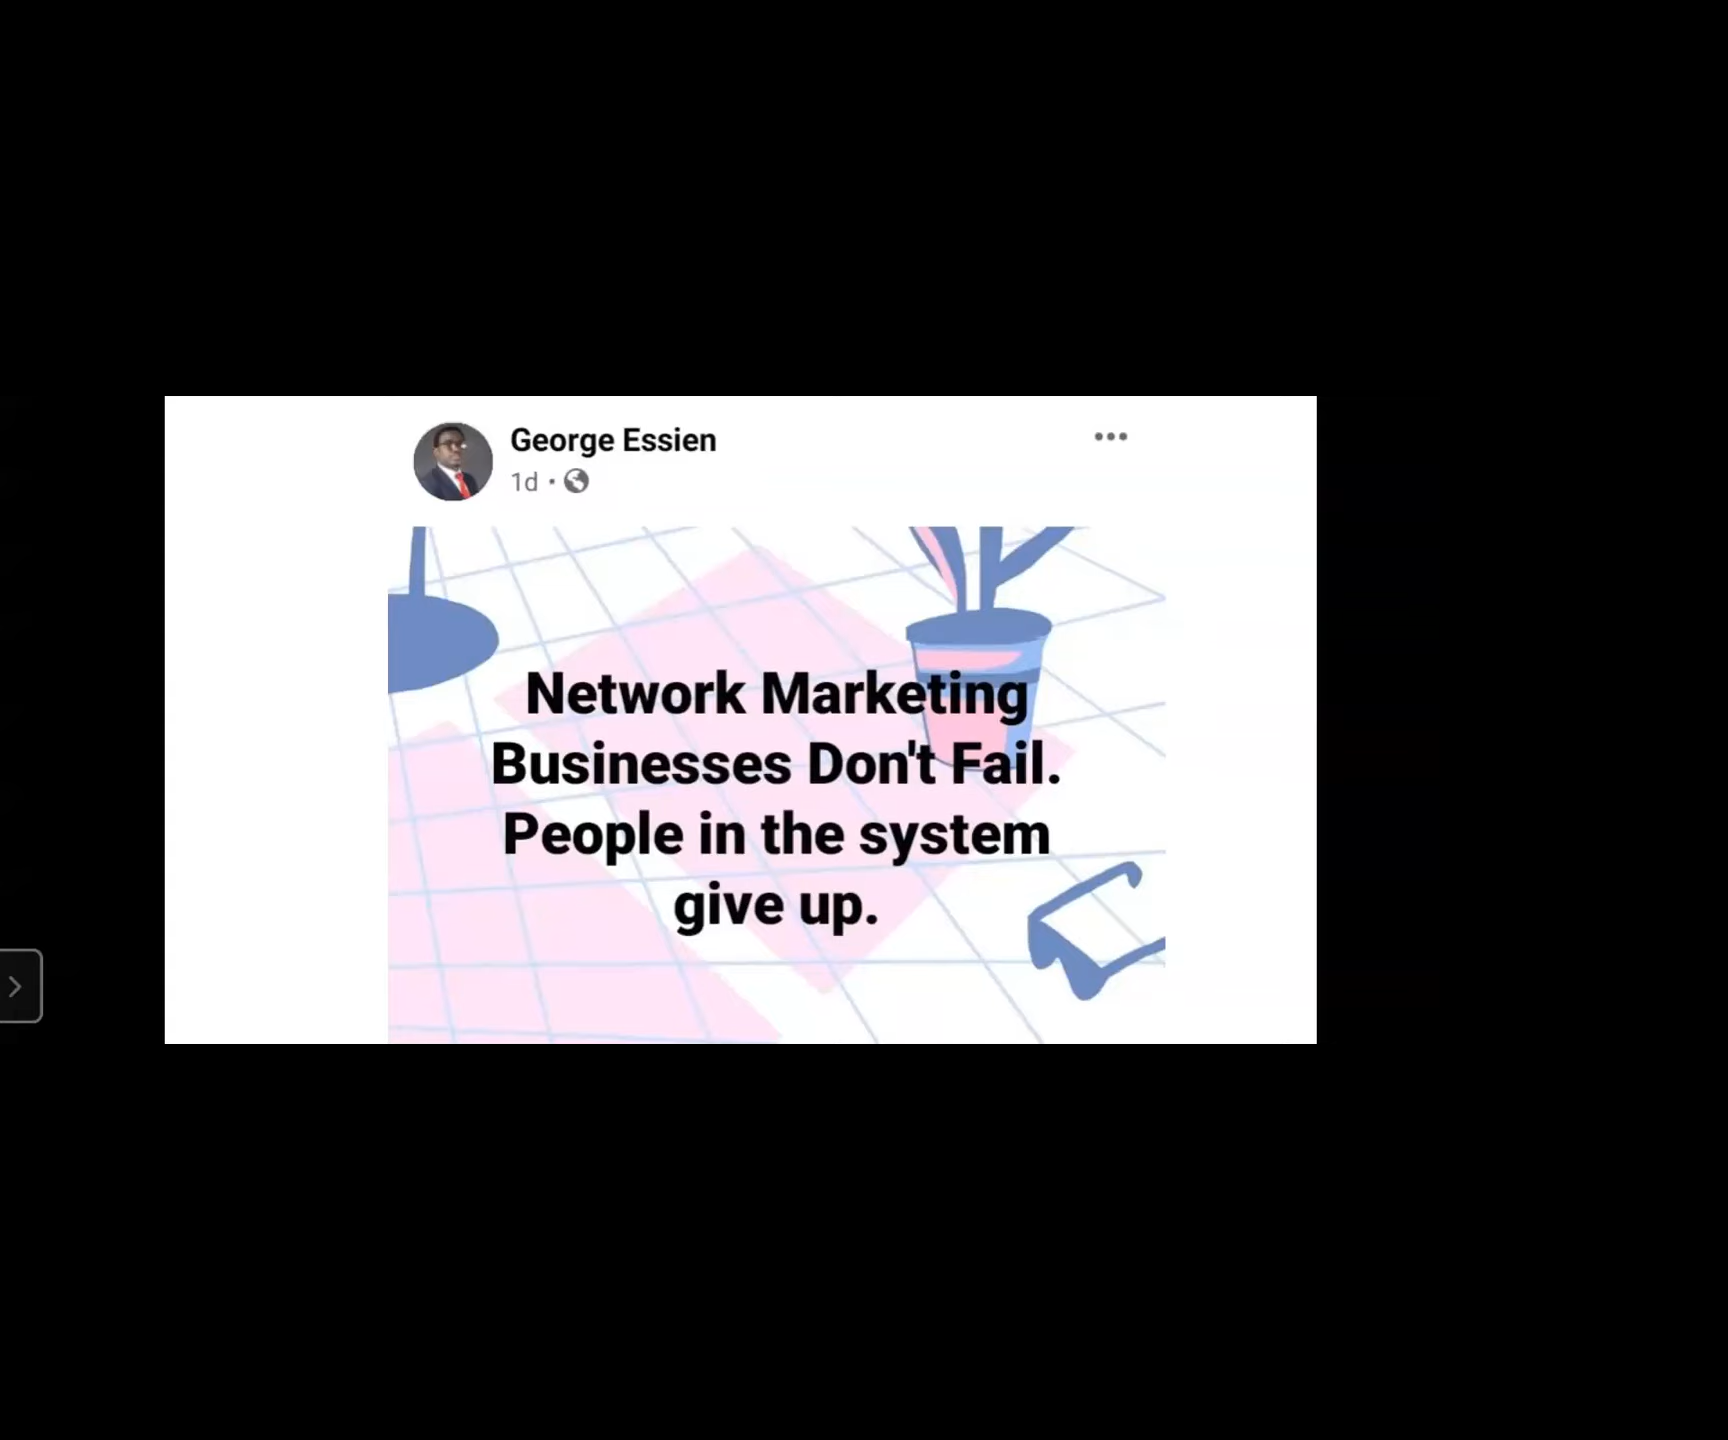 George Essien
1d •
Network Marketing
Businesses Don't Fail.
People in the system
give up.